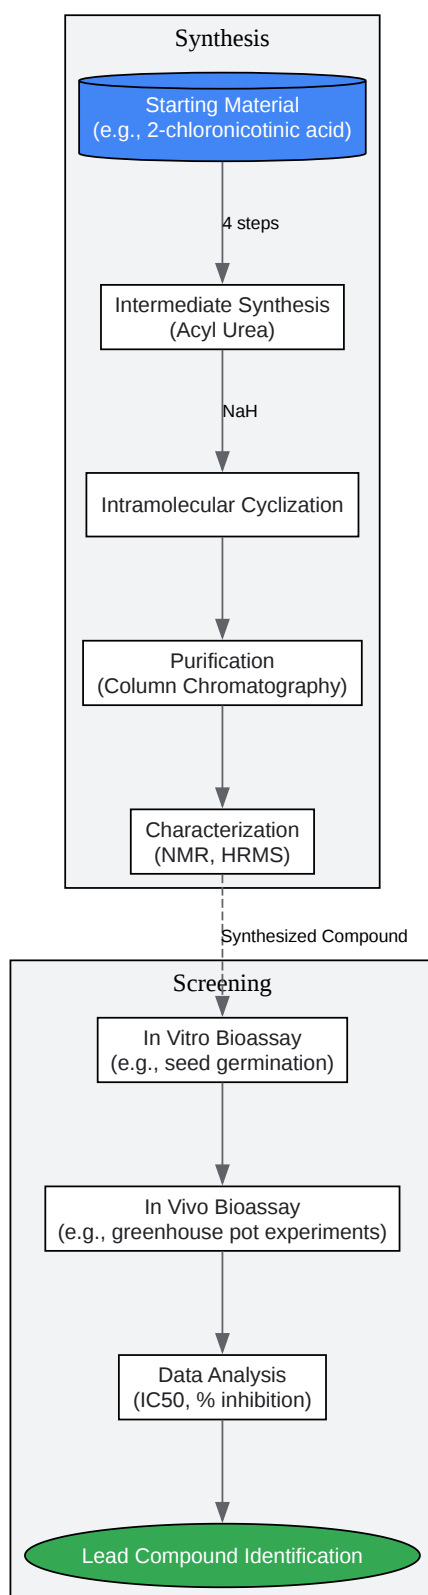 Synthesis
Starting Material
(e.g., 2-chloronicotinic acid)
4 steps
Intermediate Synthesis
(Acyl Urea)
NaH
Intramolecular Cyclization
Purification
(Column Chromatography)
Characterization
(NMR, HRMS)
Synthesized Compound
Screening
In Vitro Bioassay
(e.g., seed germination)
In Vivo Bioassay
(e.g., greenhouse pot experiments)
Data Analysis
(IC50, % inhibition)
Lead Compound Identification